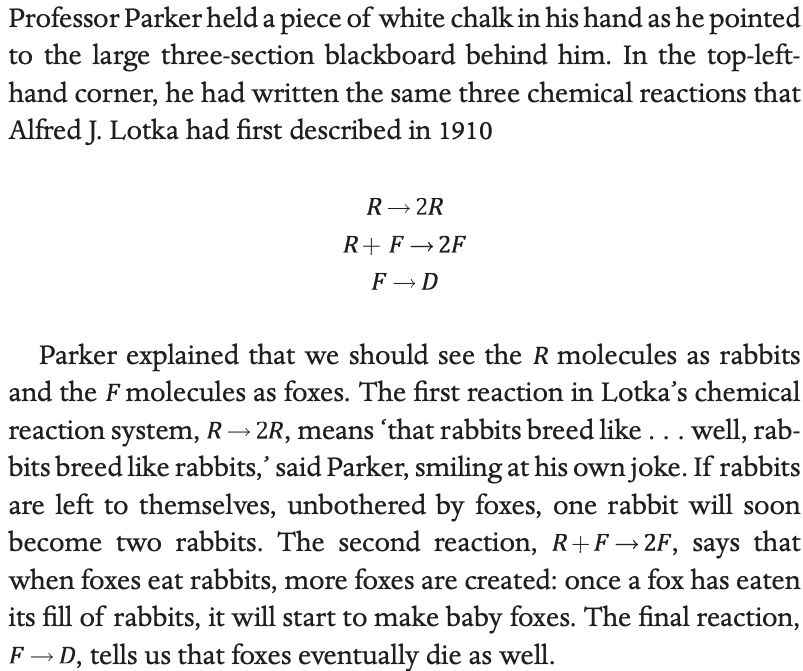 Professor Parker held a piece of white chalk in his hand as he pointed
to the large three-section blackboard behind him. In the top-left-
hand corner, he had written the same three chemical reactions that
Alfred J. Lotka had first described in 1910
R → 2R
R + F → 2F
F → D
Parker explained that we should see the R molecules as rabbits
and the F molecules as foxes. The first reaction in Lotka’s chemical
reaction system, R → 2R, means ‘that rabbits breed like . . . well, rab-
bits breed like rabbits,’ said Parker, smiling at his own joke. If rabbits
are left to themselves, unbothered by foxes, one rabbit will soon
become two rabbits. The second reaction, R + F → 2F, says that
when foxes eat rabbits, more foxes are created: once a fox has eaten
its fill of rabbits, it will start to make baby foxes. The final reaction,
F → D, tells us that foxes eventually die as well.